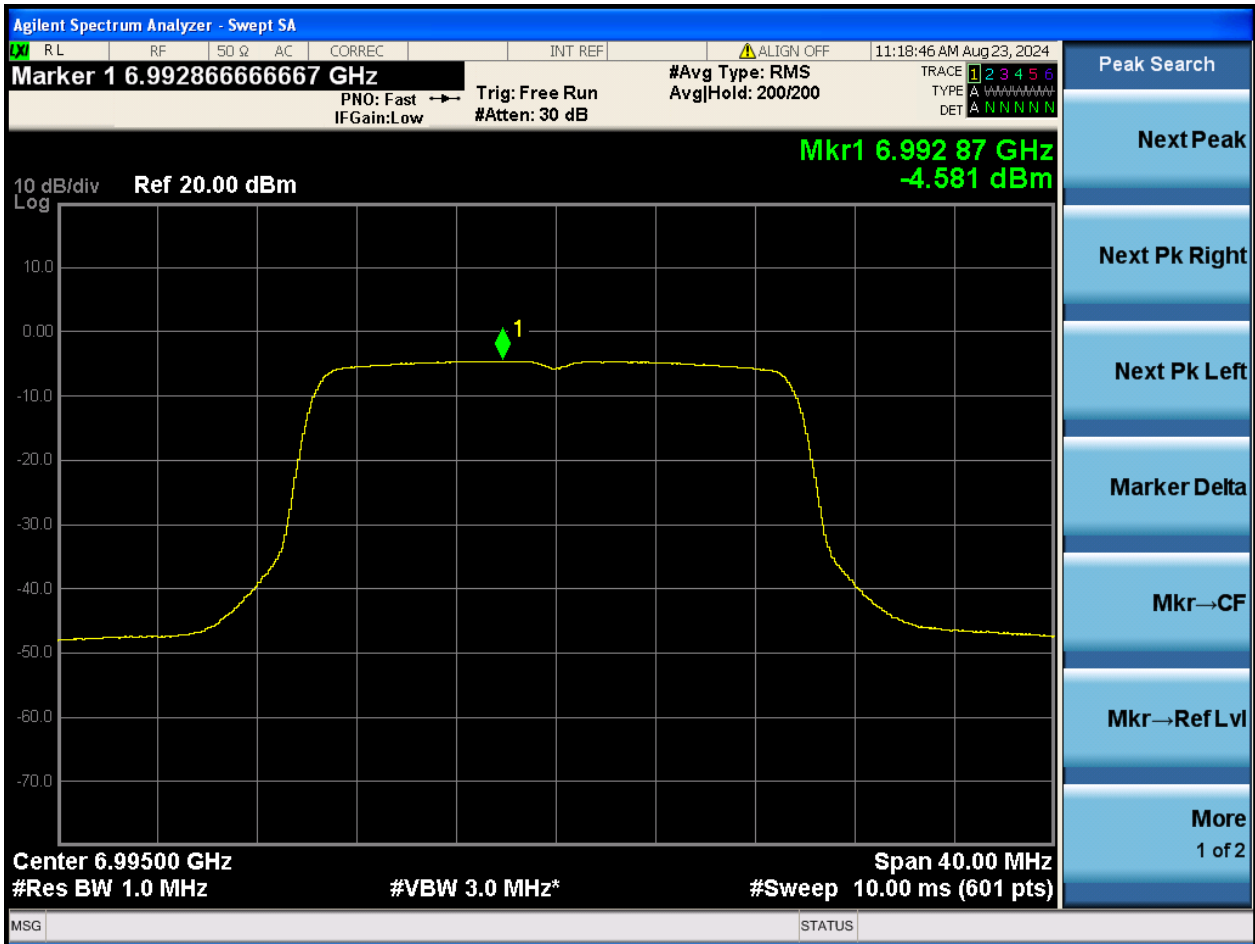 Agilent Spectrum Analyzer - Swept SA
LXI RL RF 50 Ω AC CORREC INT REF ALIGN OFF 11:18:46 AM Aug 23, 2024
Marker 1 6.992866666667 GHz
PNO: Fast
IFGain:Low
Trig: Free Run
#Atten: 30 dB
#Avg Type: RMS
Avg|Hold: 200/200
TRACE 1 2 3 4 5 6
TYPE A WWWWW
DET A N N N N N
Mkr1 6.992 87 GHz
-4.581 dBm
10 dB/div Ref 20.00 dBm
Log
10.0
0.00
-10.0
-20.0
-30.0
-40.0
-50.0
-60.0
-70.0
1
Center 6.99500 GHz Span 40.00 MHz
#Res BW 1.0 MHz #VBW 3.0 MHz* #Sweep 10.00 ms (601 pts)
MSG STATUS
Peak Search
Next Peak
Next Pk Right
Next Pk Left
Marker Delta
Mkr→CF
Mkr→Ref Lvl
More
1 of 2